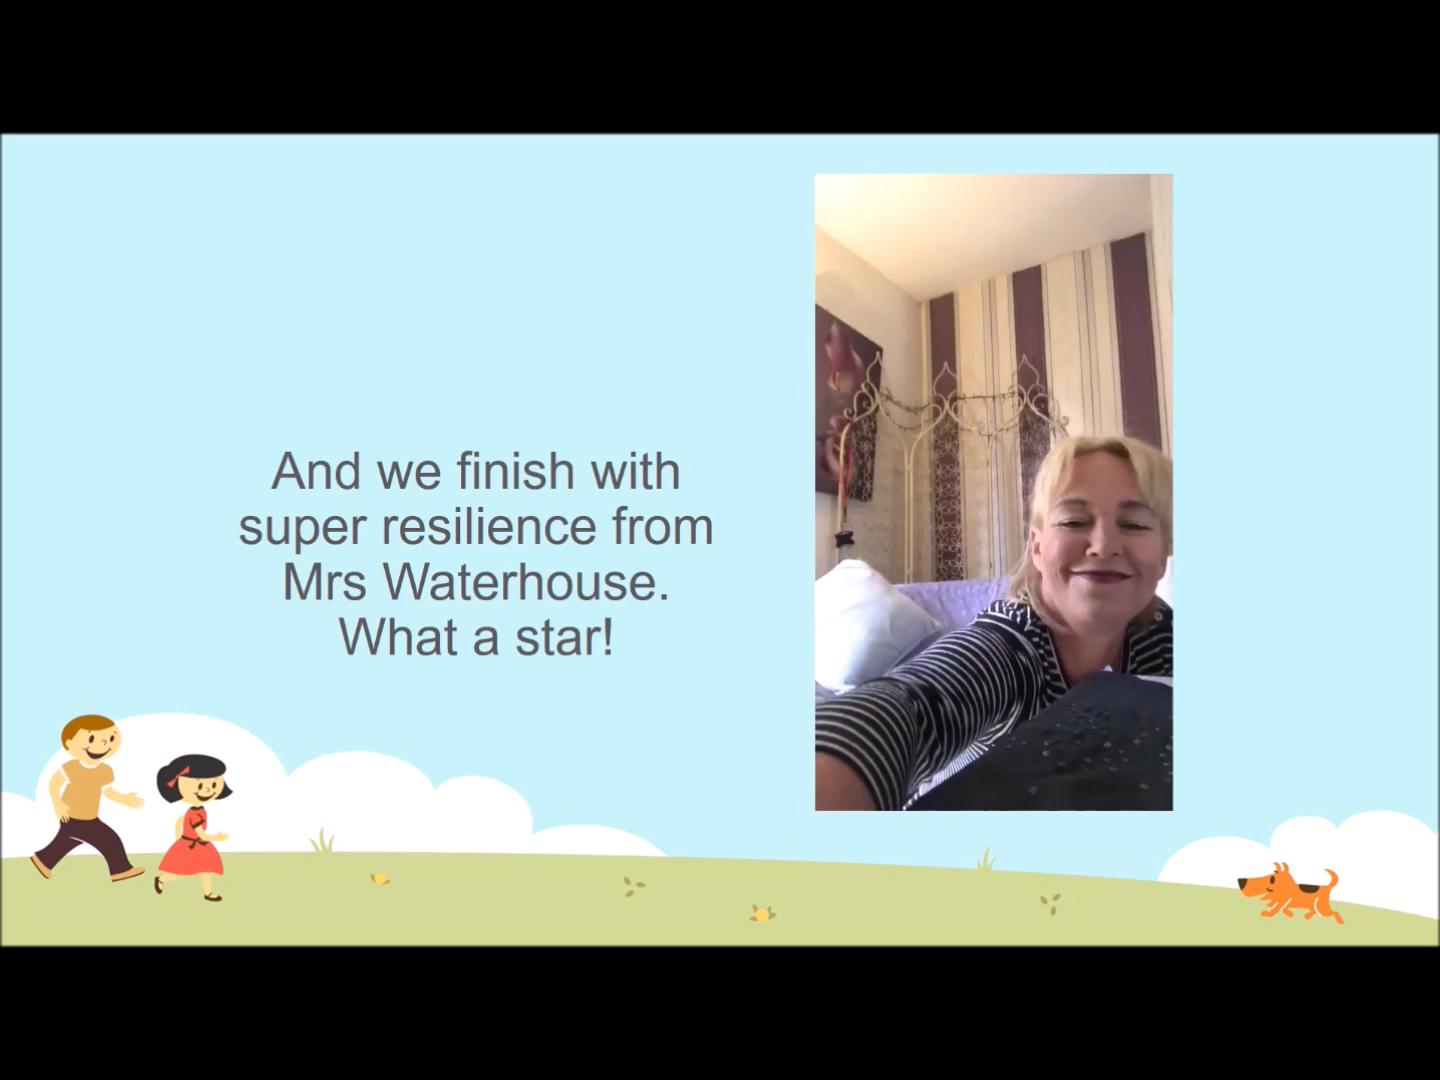 And we finish with
super resilience from
Mrs Waterhouse.
What a star!